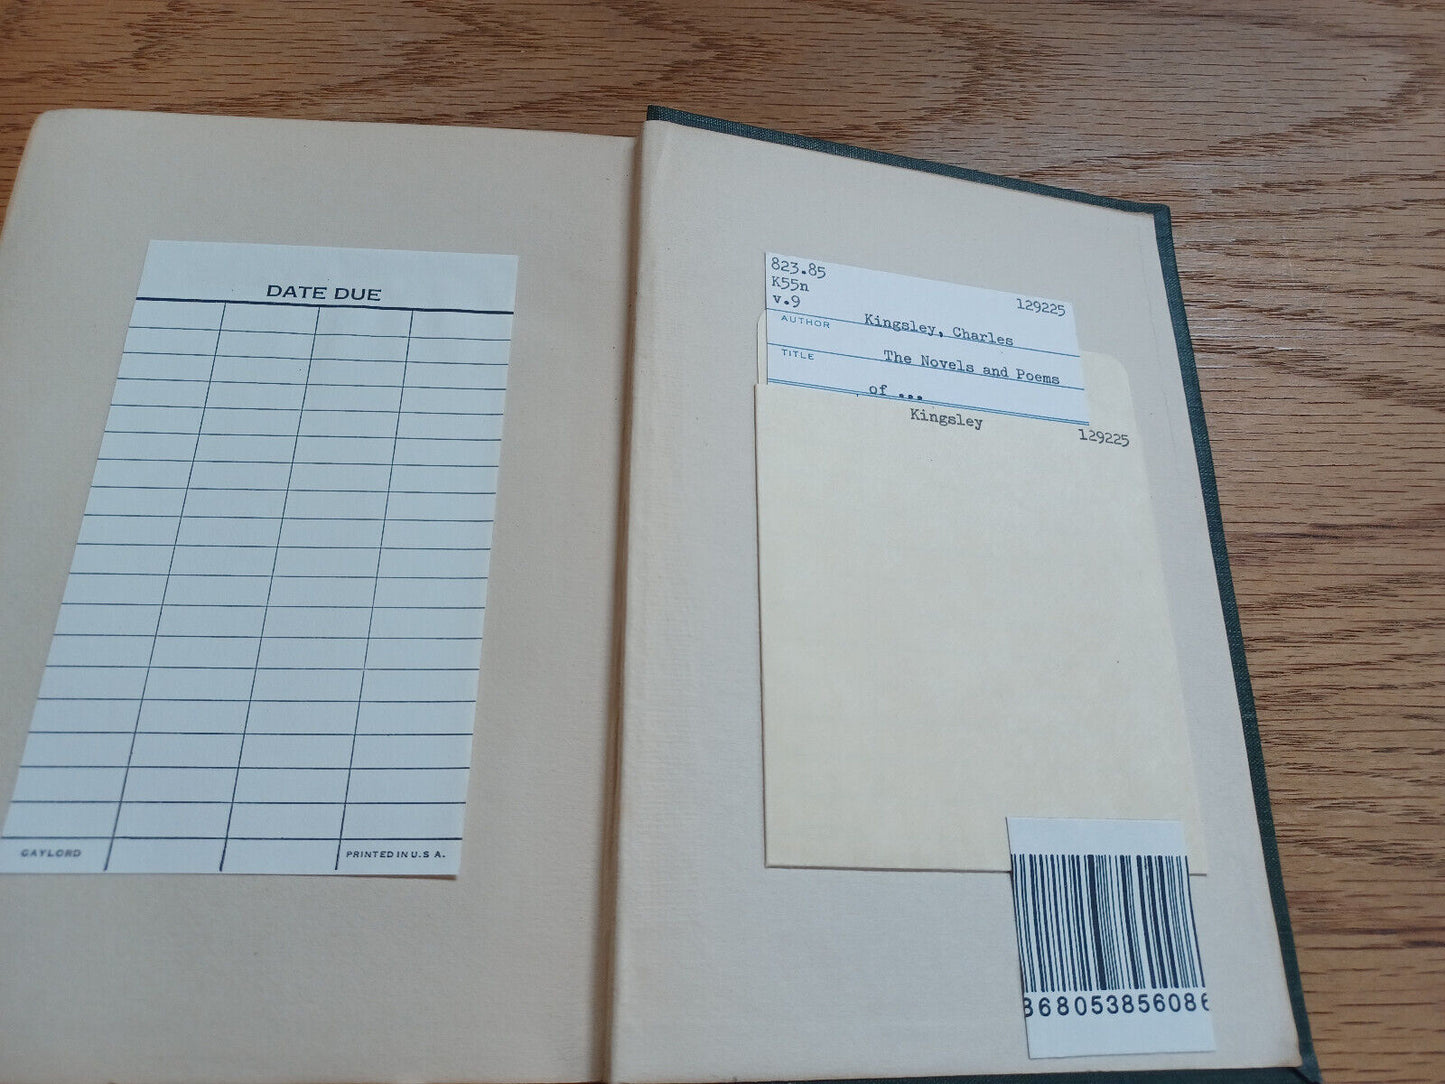 DATE DUE
GAYLORD
PRINTED IN U.S A.
823.85
K55n
v.9
129225
AUTHOR Kingsley, Charles
TITLE The Novels and Poems
of ...
Kingsley
129225
368053856086